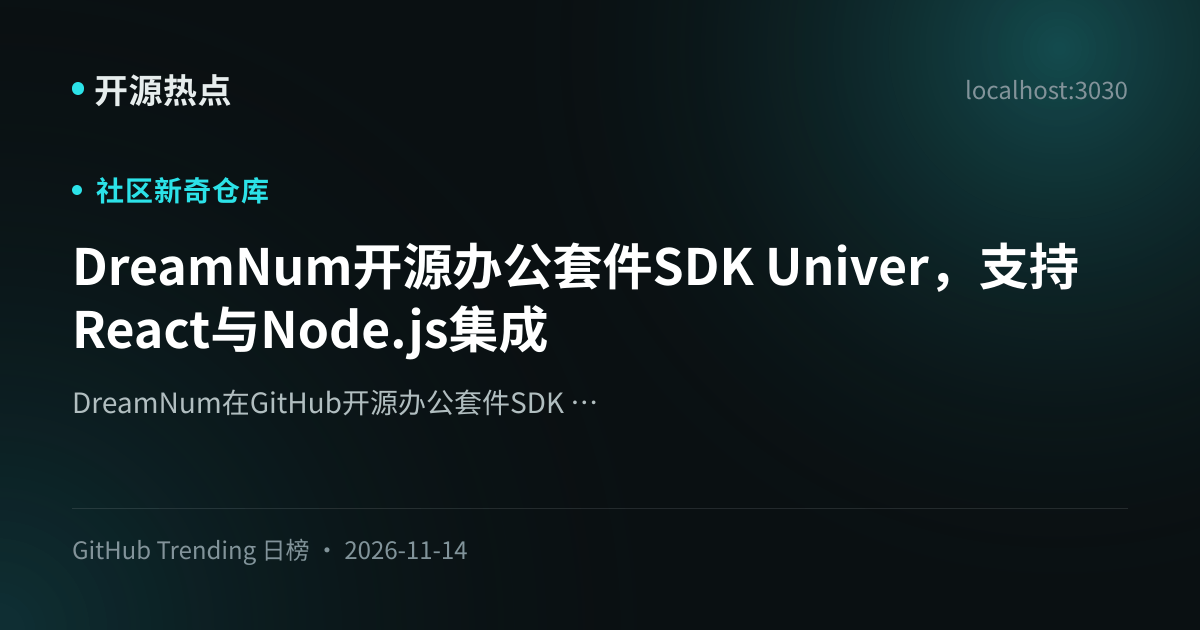 开源热点
localhost:3030
社区新奇仓库
DreamNum开源办公套件SDK Univer，支持
React与Node.js集成
DreamNum在GitHub开源办公套件SDK …
GitHub Trending 日榜 · 2026-11-14